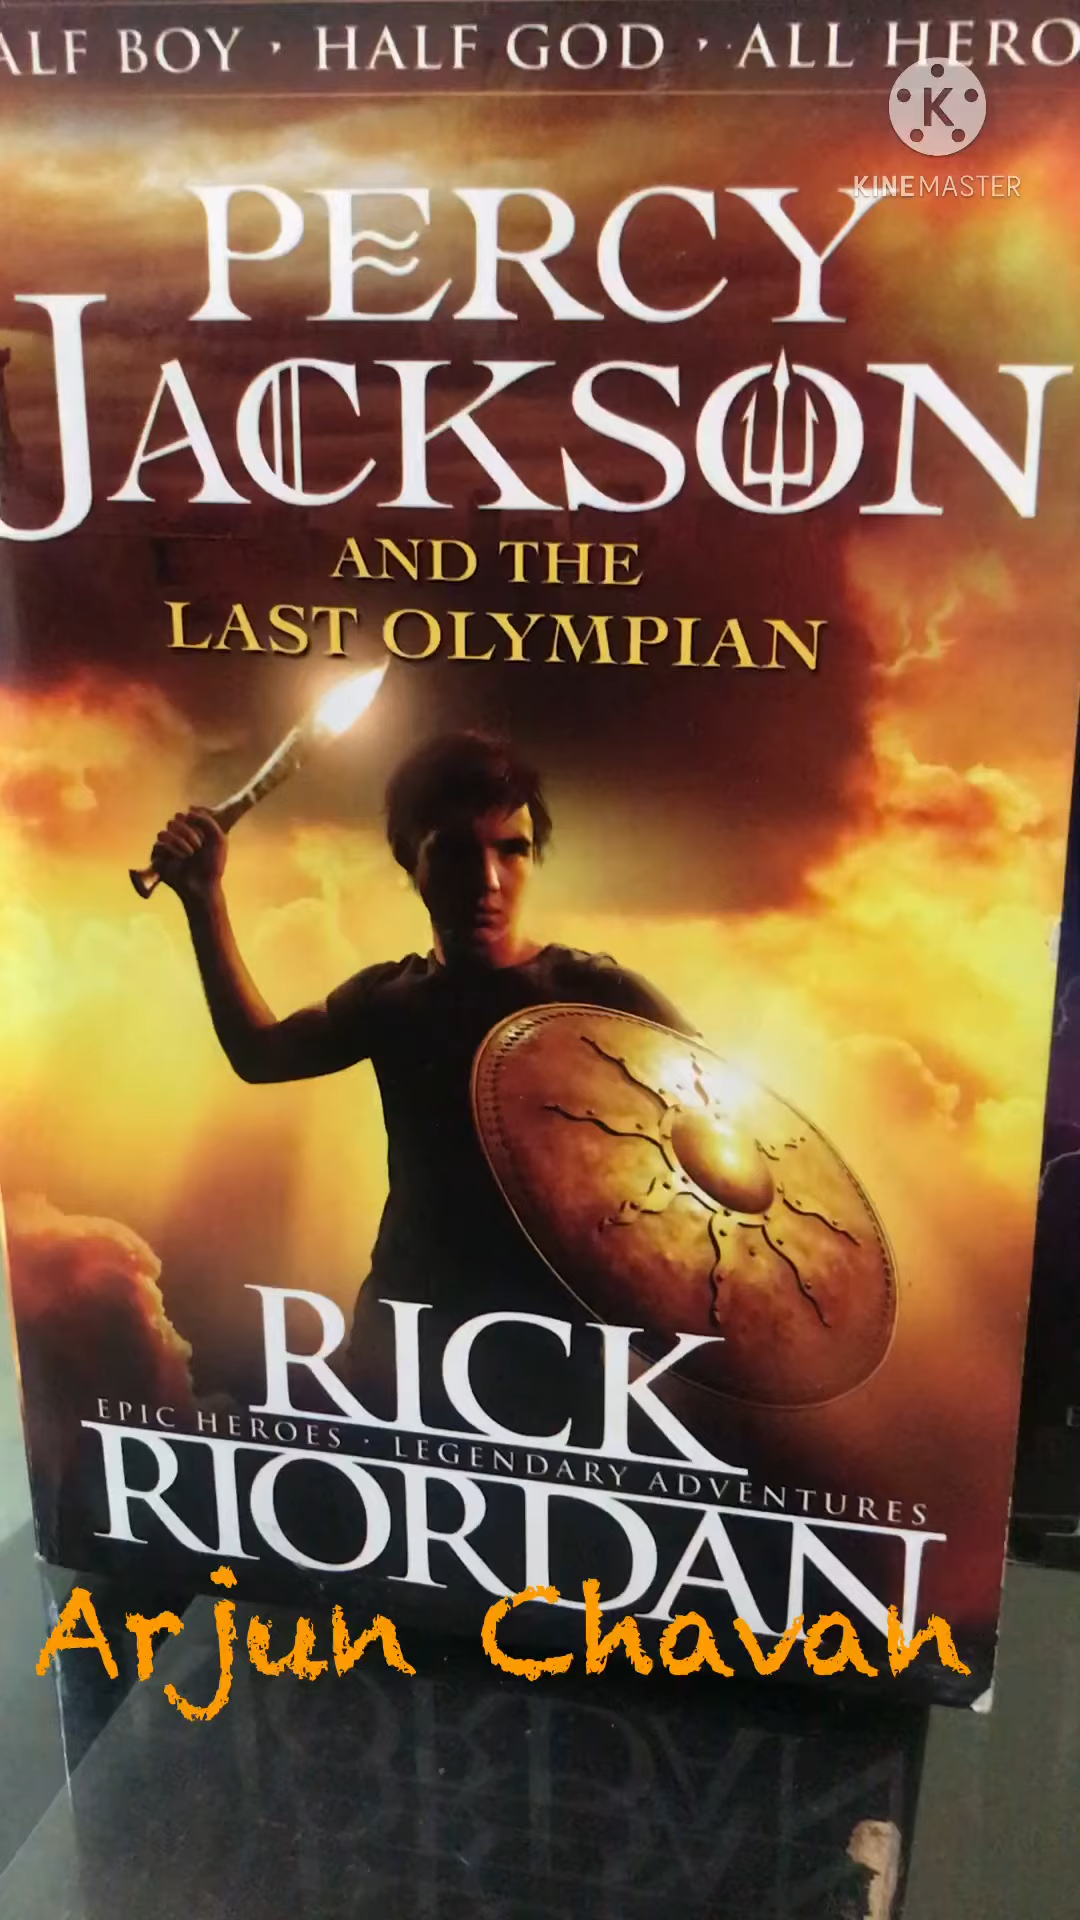 ALF BOY · HALF GOD · ALL HERO
K
KINEMASTER
PERCY
JACKSON
AND THE
LAST OLYMPIAN
RICK
EPIC HEROES · LEGENDARY ADVENTURES
RIORDAN
Arjun Chavan